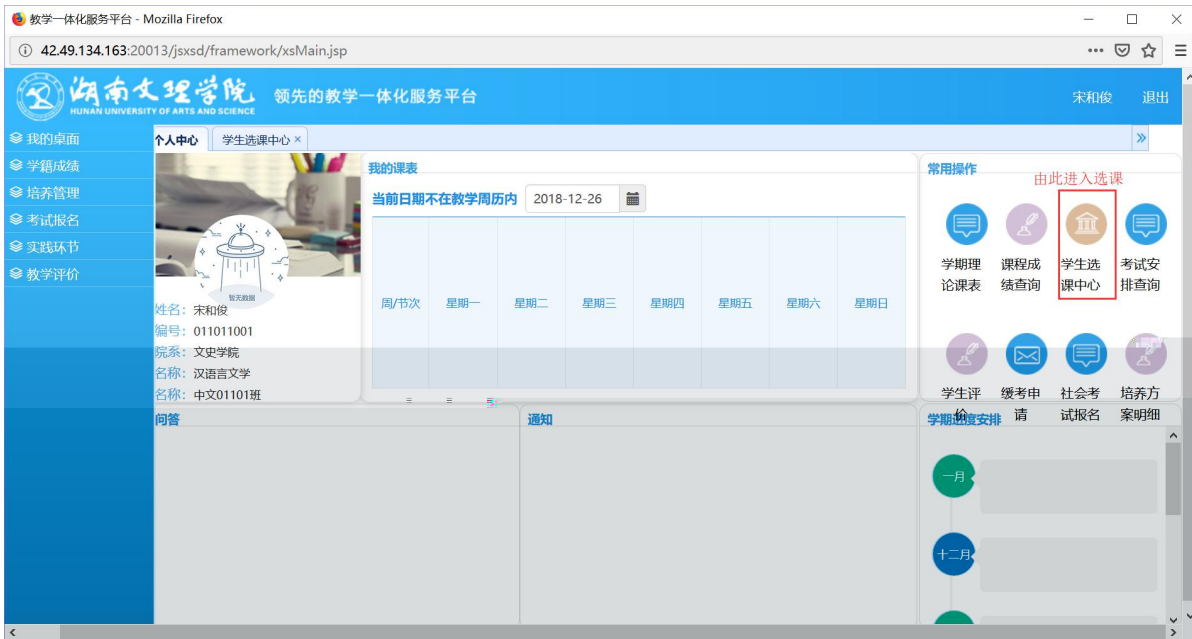 教学一体化服务平台 - Mozilla Firefox
42.49.134.163:20013/jsxsd/framework/xsMain.jsp
湖南文理学院
HUNAN UNIVERSITY OF ARTS AND SCIENCE
领先的教学一体化服务平台
宋和俊 退出
我的桌面
学籍成绩
培养管理
考试报名
实践环节
教学评价
个人中心 学生选课中心 ×
暂无数据
姓名：宋和俊
编号：011011001
院系：文史学院
名称：汉语言文学
名称：中文01101班
我的课表
当前日期不在教学周历内 2018-12-26
周/节次 星期一 星期二 星期三 星期四 星期五 星期六 星期日
常用操作
由此进入选课
学期理论课表
课程成绩查询
学生选课中心
考试安排查询
学生评价
缓考申请
社会考试报名
培养方案明细
问答
通知
学期进度安排
一月
十二月